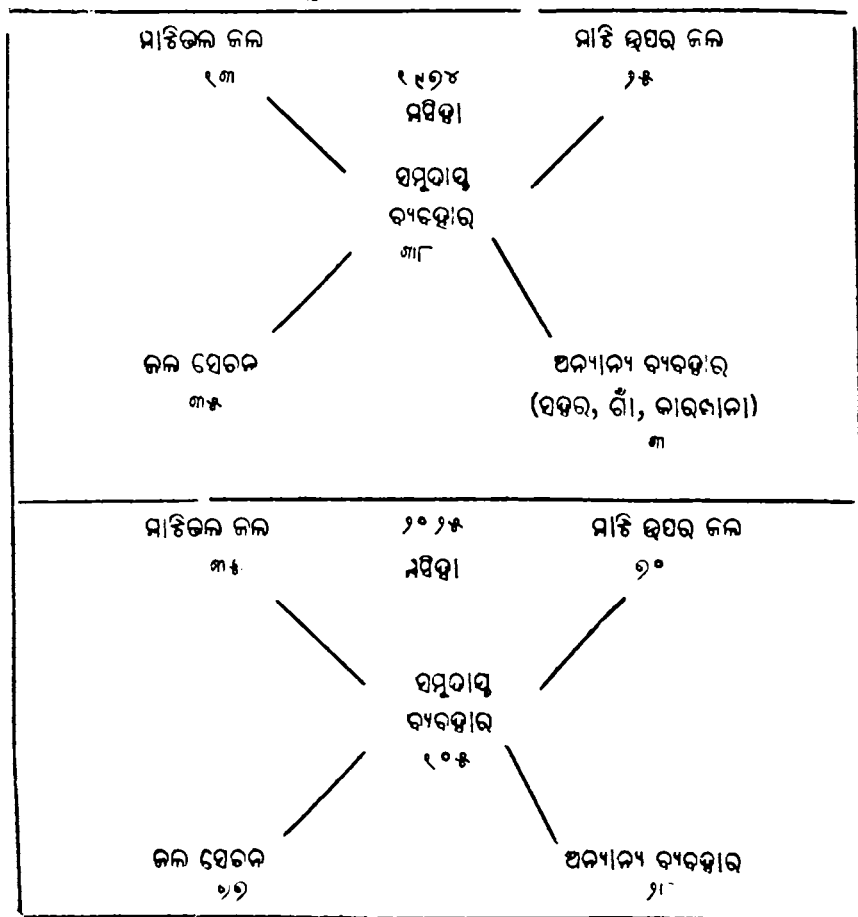 ମାଟିତଳ ଜଳ
୧୩
୧୯୭୪
ମସିହା
ମାଟି ଉପର ଜଳ
୨୫
ସମୁଦାୟ
ବ୍ୟବହାର
୩୮
ଜଳ ସେଚନ
୩୫
ଅନ୍ୟାନ୍ୟ ବ୍ୟବହାର
(ସହର, ଗାଁ, କାରଖାନା)
୩
ମାଟିତଳ ଜଳ
୩୫
୨୦୨୫
ମସିହା
ମାଟି ଉପର ଜଳ
୭୦
ସମୁଦାୟ
ବ୍ୟବହାର
୧୦୫
ଜଳ ସେଚନ
୭୭
ଅନ୍ୟାନ୍ୟ ବ୍ୟବହାର
୨୮